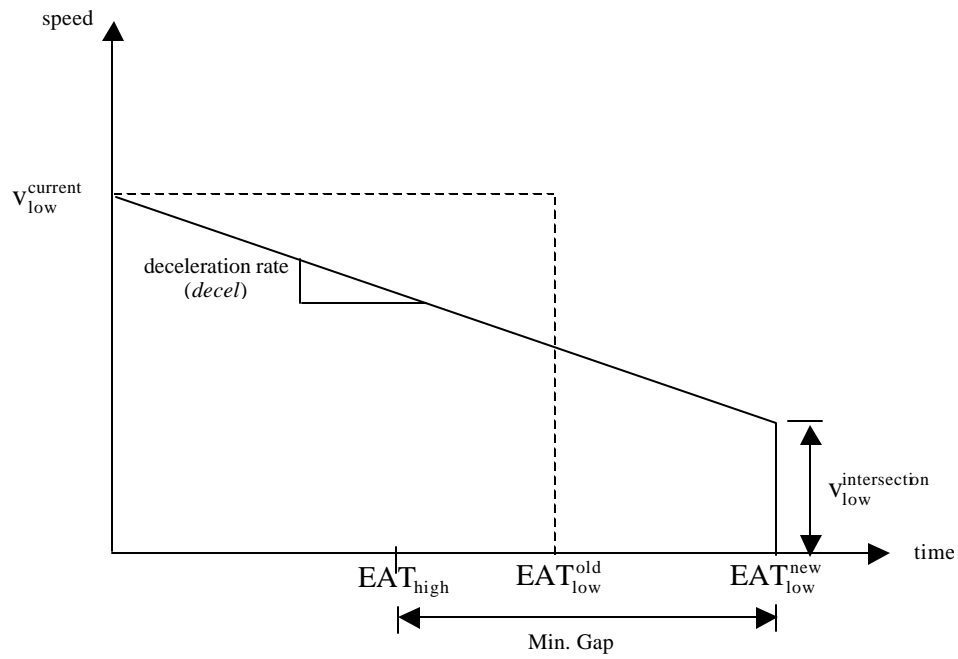 speed
v_low^current
deceleration rate
(decel)
v_low^intersection
time
EAT_high
EAT_low^old
EAT_low^new
Min. Gap